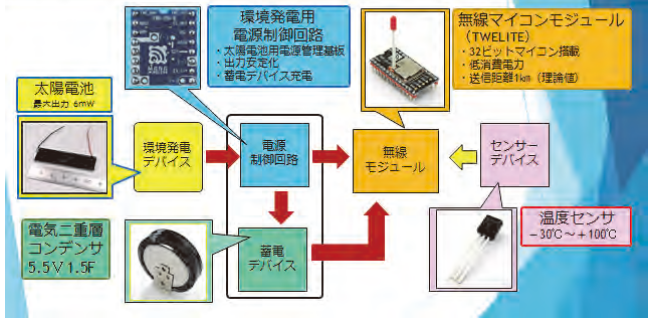 環境発電用
電源制御回路
・太陽電池用電源管理基板
・出力安定化
・蓄電デバイス充電
無線マイコンモジュール
（TWELITE）
・32ビットマイコン搭載
・低消費電力
・送信距離1km（理論値）
太陽電池
最大出力 6mW
環境発電
デバイス
電源
制御回路
無線
モジュール
センサー
デバイス
電気二重層
コンデンサ
5.5V 1.5F
蓄電
デバイス
温度センサ
−30℃～＋100℃